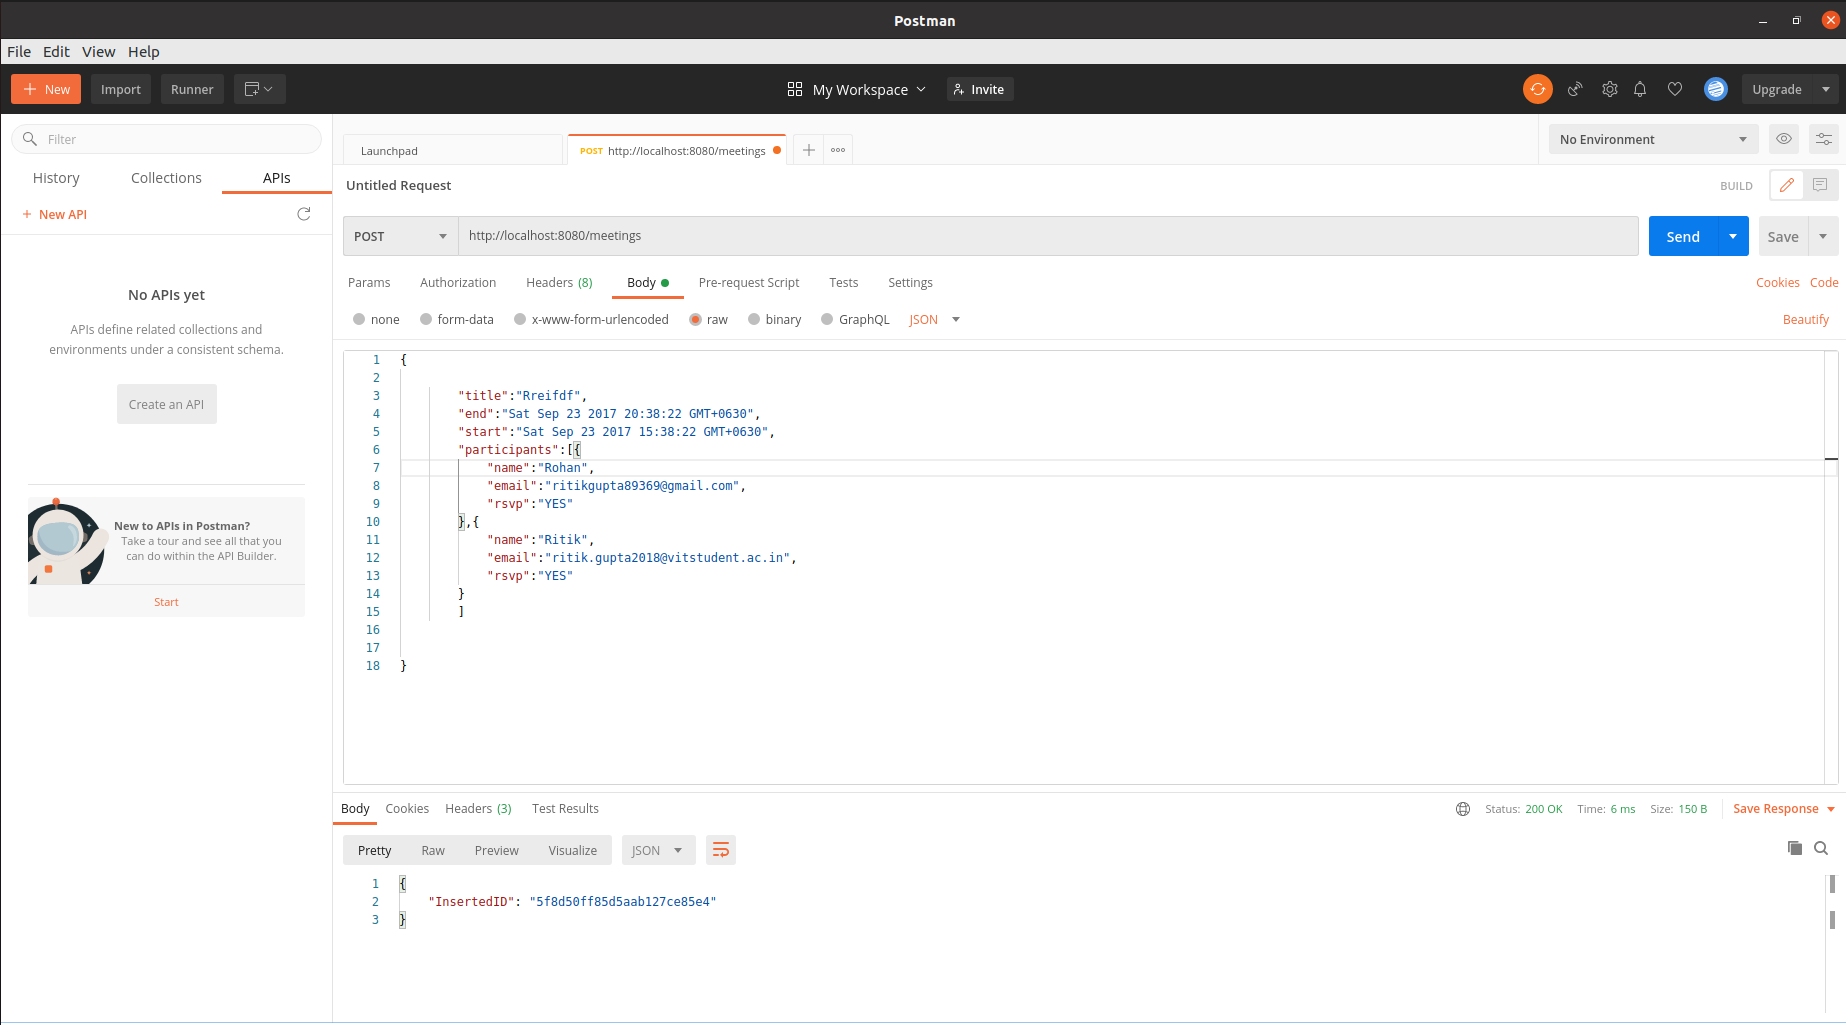 Postman
File Edit View Help
New Import Runner My Workspace Invite Upgrade
Filter
History Collections APIs
+ New API
No APIs yet
APIs define related collections and
environments under a consistent schema.
Create an API
New to APIs in Postman?
Take a tour and see all that you
can do within the API Builder.
Start
Launchpad POST http://localhost:8080/meetings No Environment
Untitled Request BUILD
POST http://localhost:8080/meetings Send Save
Params Authorization Headers (8) Body Pre-request Script Tests Settings Cookies Code
none form-data x-www-form-urlencoded raw binary GraphQL JSON Beautify
1 {
2
3 "title":"Rreifdf",
4 "end":"Sat Sep 23 2017 20:38:22 GMT+0630",
5 "start":"Sat Sep 23 2017 15:38:22 GMT+0630",
6 "participants":[{
7 "name":"Rohan",
8 "email":"ritikgupta89369@gmail.com",
9 "rsvp":"YES"
10 },{
11 "name":"Ritik",
12 "email":"ritik.gupta2018@vitstudent.ac.in",
13 "rsvp":"YES"
14 }
15 ]
16
17
18 }
Body Cookies Headers (3) Test Results Status: 200 OK Time: 6 ms Size: 150 B Save Response
Pretty Raw Preview Visualize JSON
1 {
2 "InsertedID": "5f8d50ff85d5aab127ce85e4"
3 }